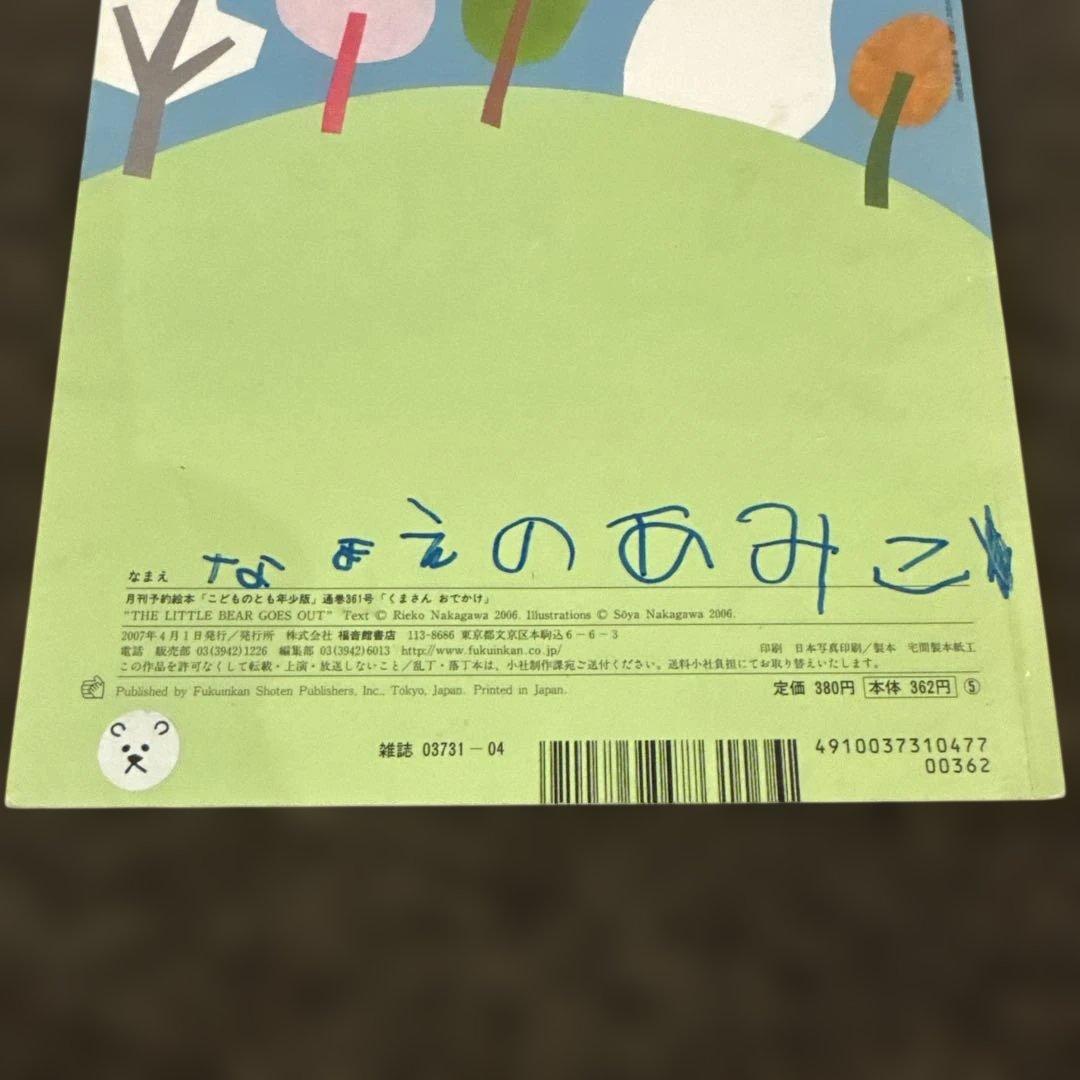 なまえ なまえのあみこ
月刊予約絵本「こどものとも年少版」通巻361号「くまさん おでかけ」
"THE LITTLE BEAR GOES OUT" Text © Rieko Nakagawa 2006. Illustrations © Sōya Nakagawa 2006.
2007年4月1日発行／発行所 株式会社 福音館書店 113-8686 東京都文京区本駒込6-6-3
電話 販売部 03(3942)1226 編集部 03(3942)6013 http://www.fukuinkan.co.jp/ 印刷 日本写真印刷／製本 宅間製本紙工
この作品を許可なくして転載・上演・放送しないこと／乱丁・落丁本は、小社制作課宛ご送付ください。送料小社負担にてお取り替えいたします。
Published by Fukuinkan Shoten Publishers, Inc., Tokyo, Japan. Printed in Japan. 定価 380円 本体 362円 ⑤
雑誌 03731-04 4910037310477
00362